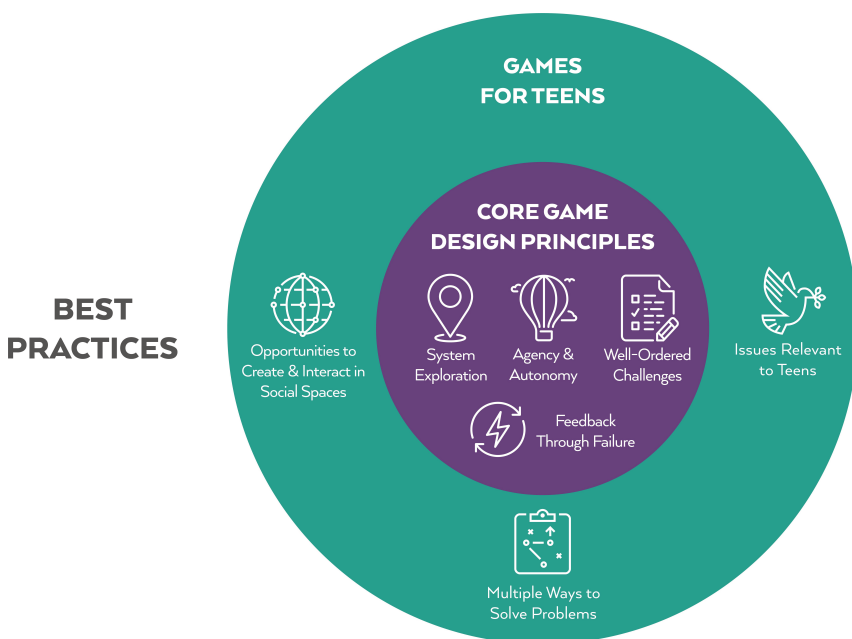 BEST
PRACTICES
GAMES
FOR TEENS
CORE GAME
DESIGN PRINCIPLES
Opportunities to
Create & Interact in
Social Spaces
System
Exploration
Agency &
Autonomy
Well-Ordered
Challenges
Feedback
Through Failure
Issues Relevant
to Teens
Multiple Ways to
Solve Problems